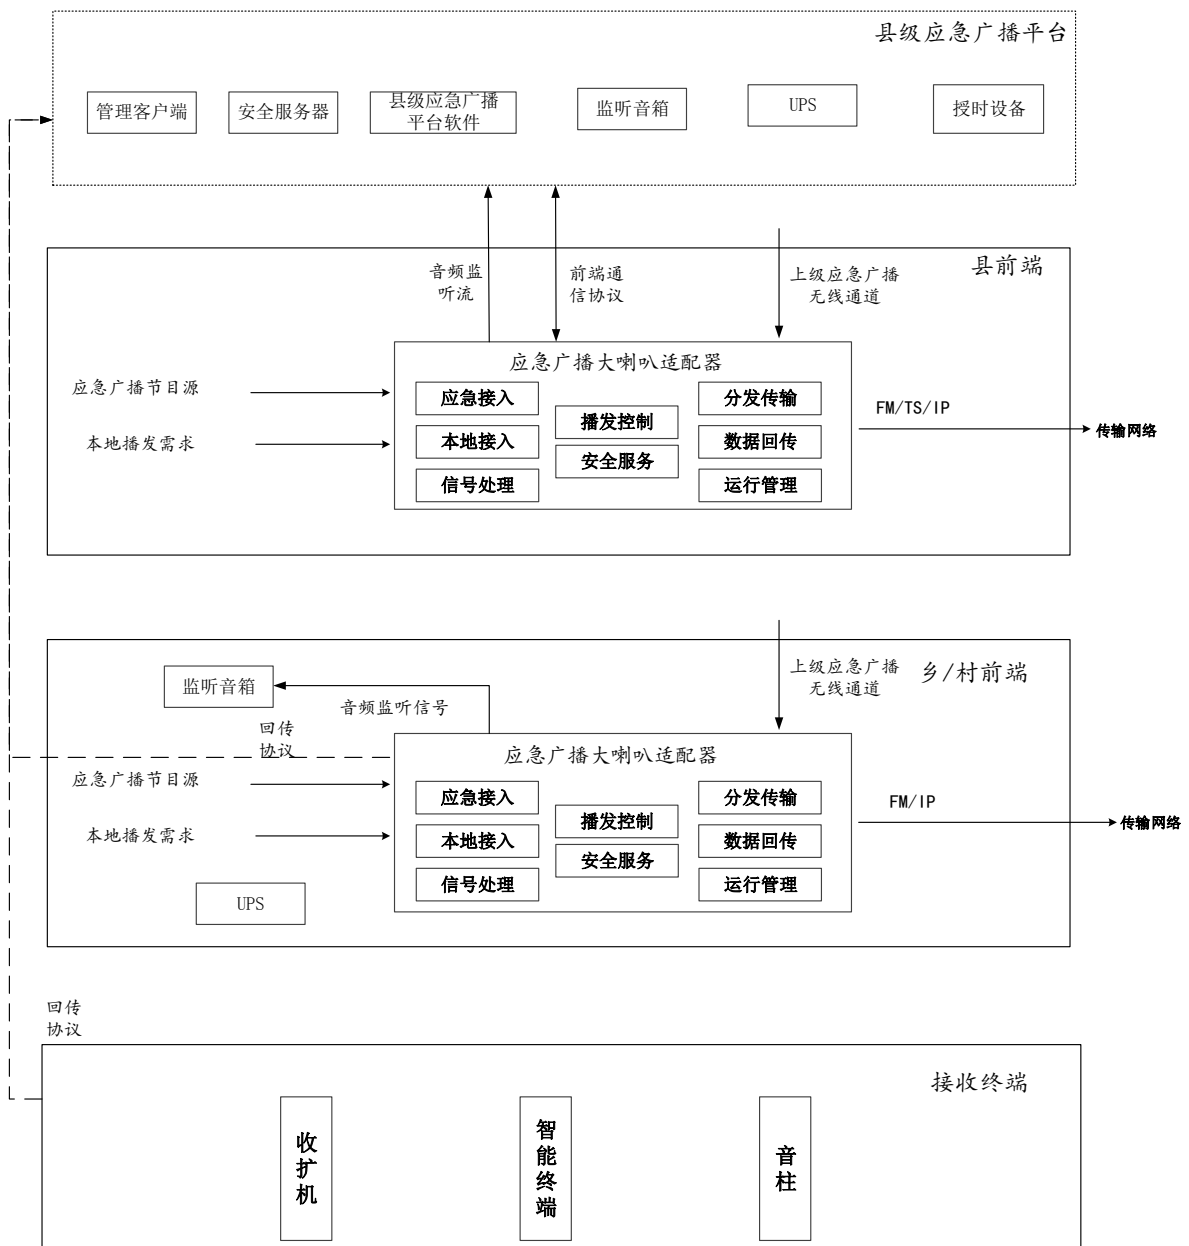 县级应急广播平台
管理客户端
安全服务器
县级应急广播
平台软件
监听音箱
UPS
授时设备
县前端
音频监
听流
前端通
信协议
上级应急广播
无线通道
应急广播大喇叭适配器
应急广播节目源
本地播发需求
应急接入
本地接入
信号处理
播发控制
安全服务
分发传输
数据回传
运行管理
FM/TS/IP
传输网络
乡/村前端
监听音箱
音频监听信号
上级应急广播
无线通道
回传
协议
应急广播大喇叭适配器
应急广播节目源
本地播发需求
应急接入
本地接入
信号处理
播发控制
安全服务
分发传输
数据回传
运行管理
FM/IP
传输网络
UPS
回传
协议
接收终端
收扩机
智能终端
音柱